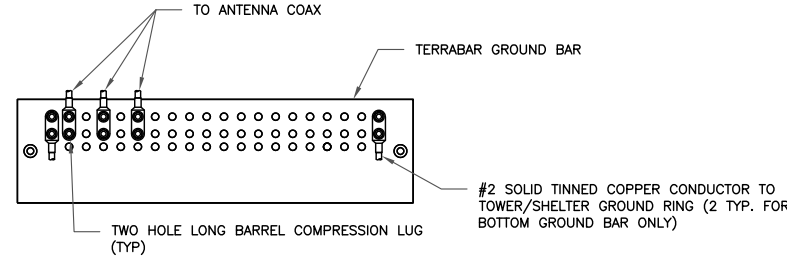 TO ANTENNA COAX
TERRABAR GROUND BAR
#2 SOLID TINNED COPPER CONDUCTOR TO
TOWER/SHELTER GROUND RING (2 TYP. FOR
BOTTOM GROUND BAR ONLY)
TWO HOLE LONG BARREL COMPRESSION LUG
(TYP)